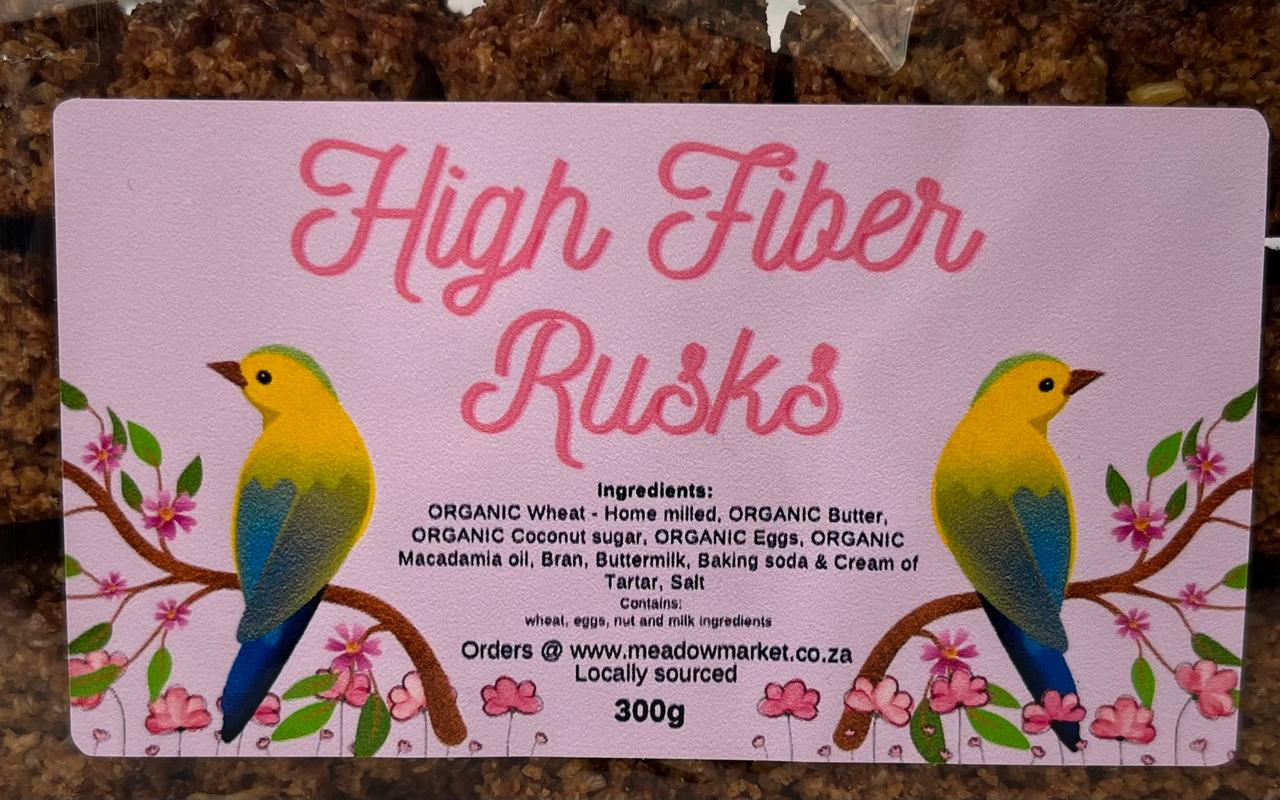 High Fiber
Rusks
Ingredients:
ORGANIC Wheat - Home milled, ORGANIC Butter,
ORGANIC Coconut sugar, ORGANIC Eggs, ORGANIC
Macadamia oil, Bran, Buttermilk, Baking soda & Cream of
Tartar, Salt
Contains:
wheat, eggs, nut and milk ingredients
Orders @ www.meadowmarket.co.za
Locally sourced
300g